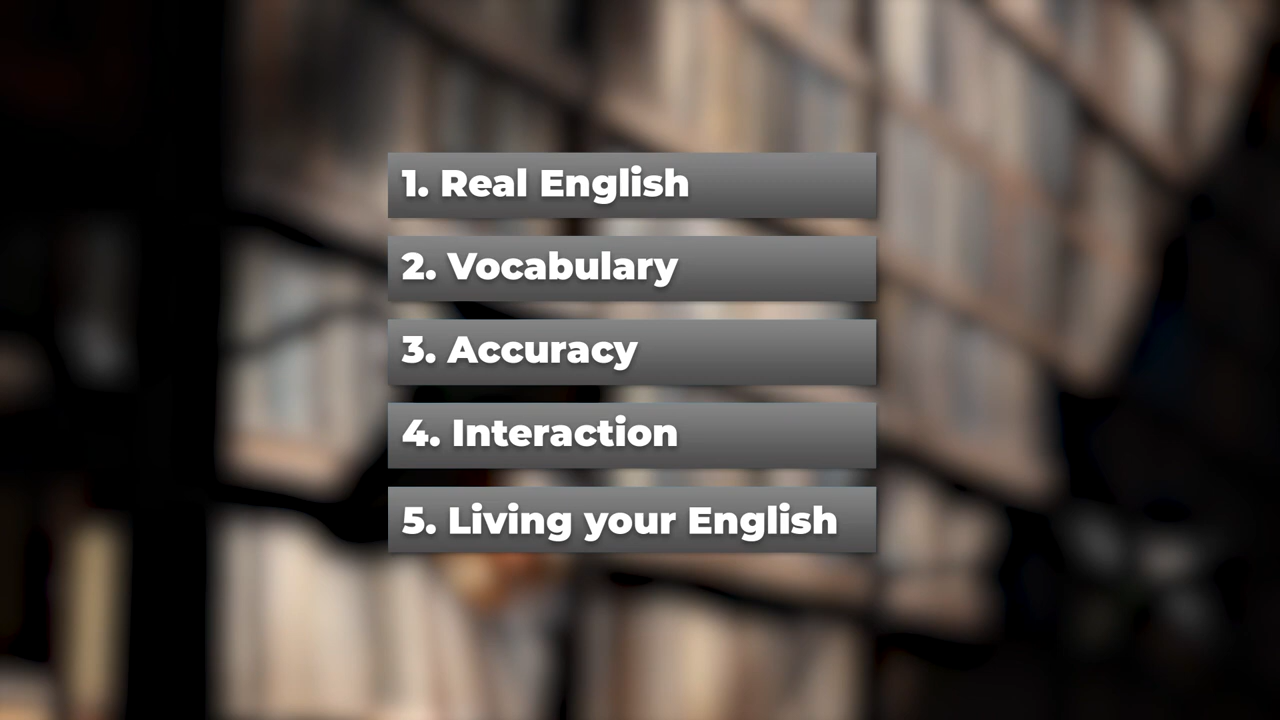 1. Real English
2. Vocabulary
3. Accuracy
4. Interaction
5. Living your English